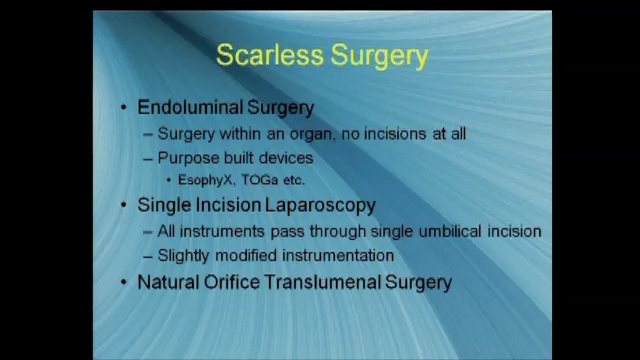 Scarless Surgery
• Endoluminal Surgery
– Surgery within an organ, no incisions at all
– Purpose built devices
• EsophyX, TOGa etc.
• Single Incision Laparoscopy
– All instruments pass through single umbilical incision
– Slightly modified instrumentation
• Natural Orifice Translumenal Surgery